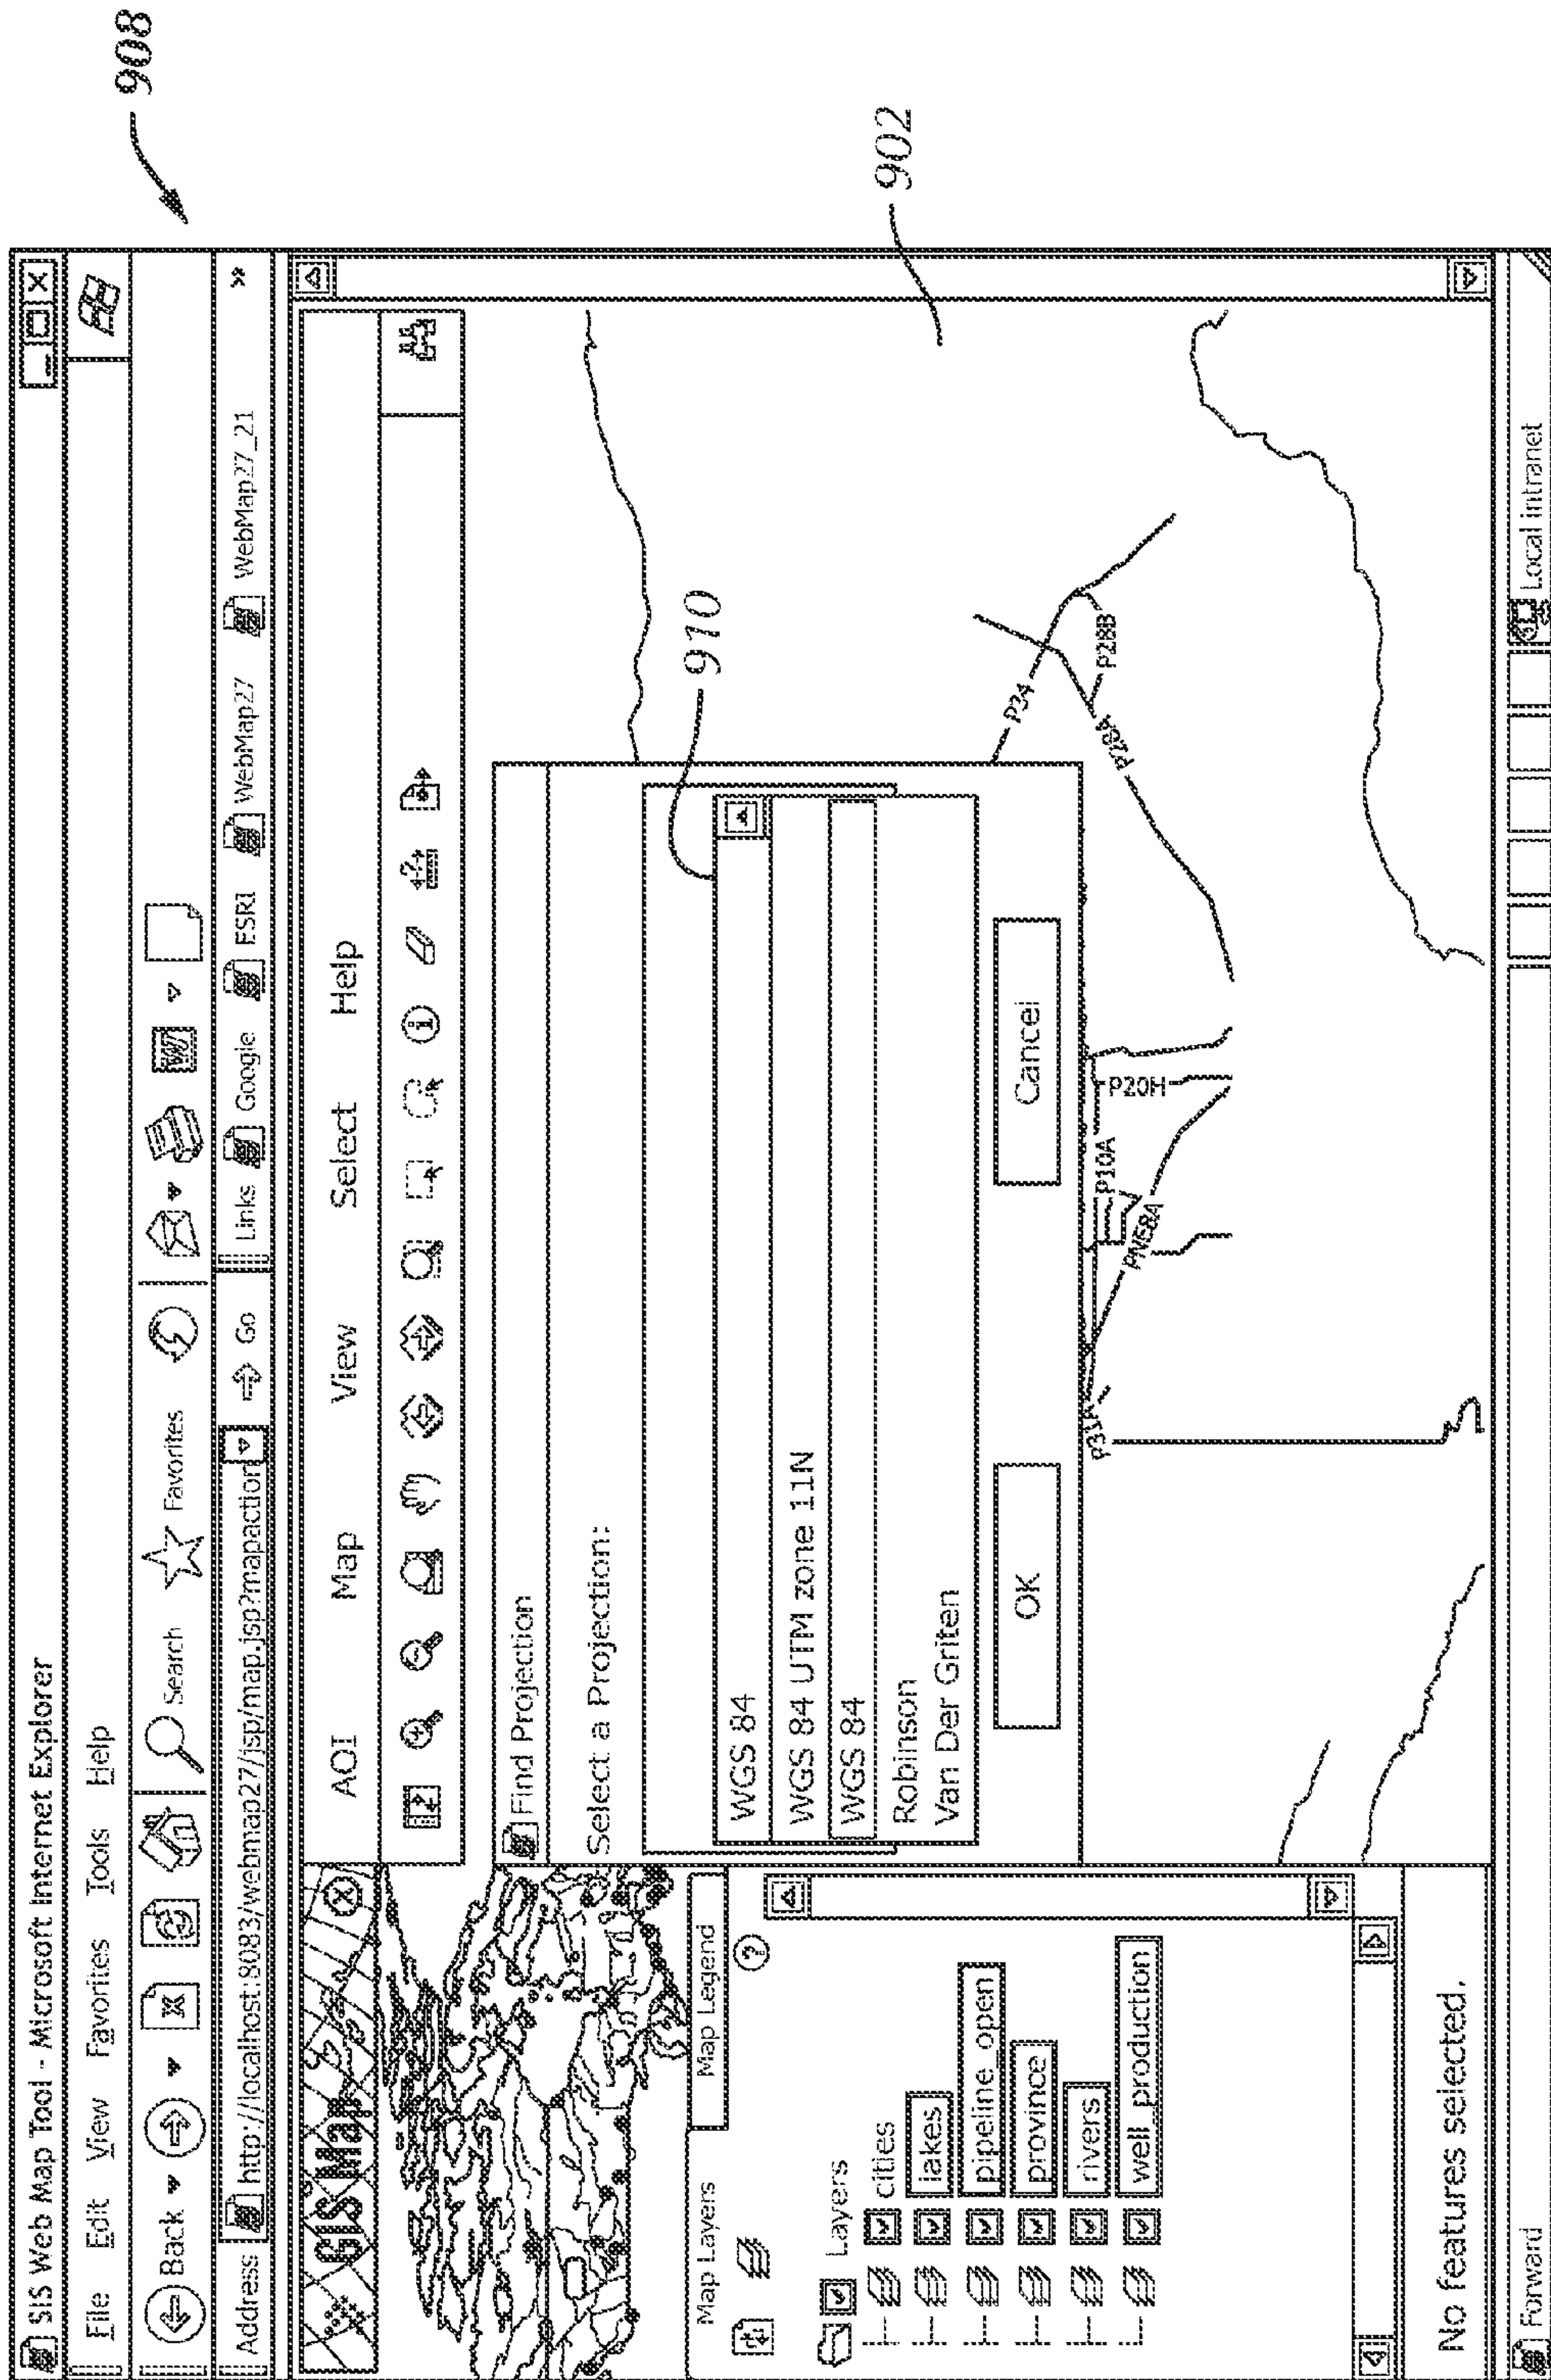 SIS Web Map Tool - Microsoft Internet Explorer
File Edit View Favorites Tools Help
Back Search Favorites
Address http://localhost:8083/webmap27/jsp/map.jsp?mapaction Go Links Google ESRI WebMap27 WebMap27_21 »
908
GIS Map
AOI Map View Select Help
Find Projection
Select a Projection:
910
WGS 84
WGS 84 UTM zone 11N
WGS 84
Robinson
Van Der Griten
OK Cancel
902
P34
P28B
P28A
P20H
P10A
PN68A
P31A
Map Layers Map Legend
Layers
cities
lakes
pipeline_open
province
rivers
well_production
No features selected.
Forward Local intranet